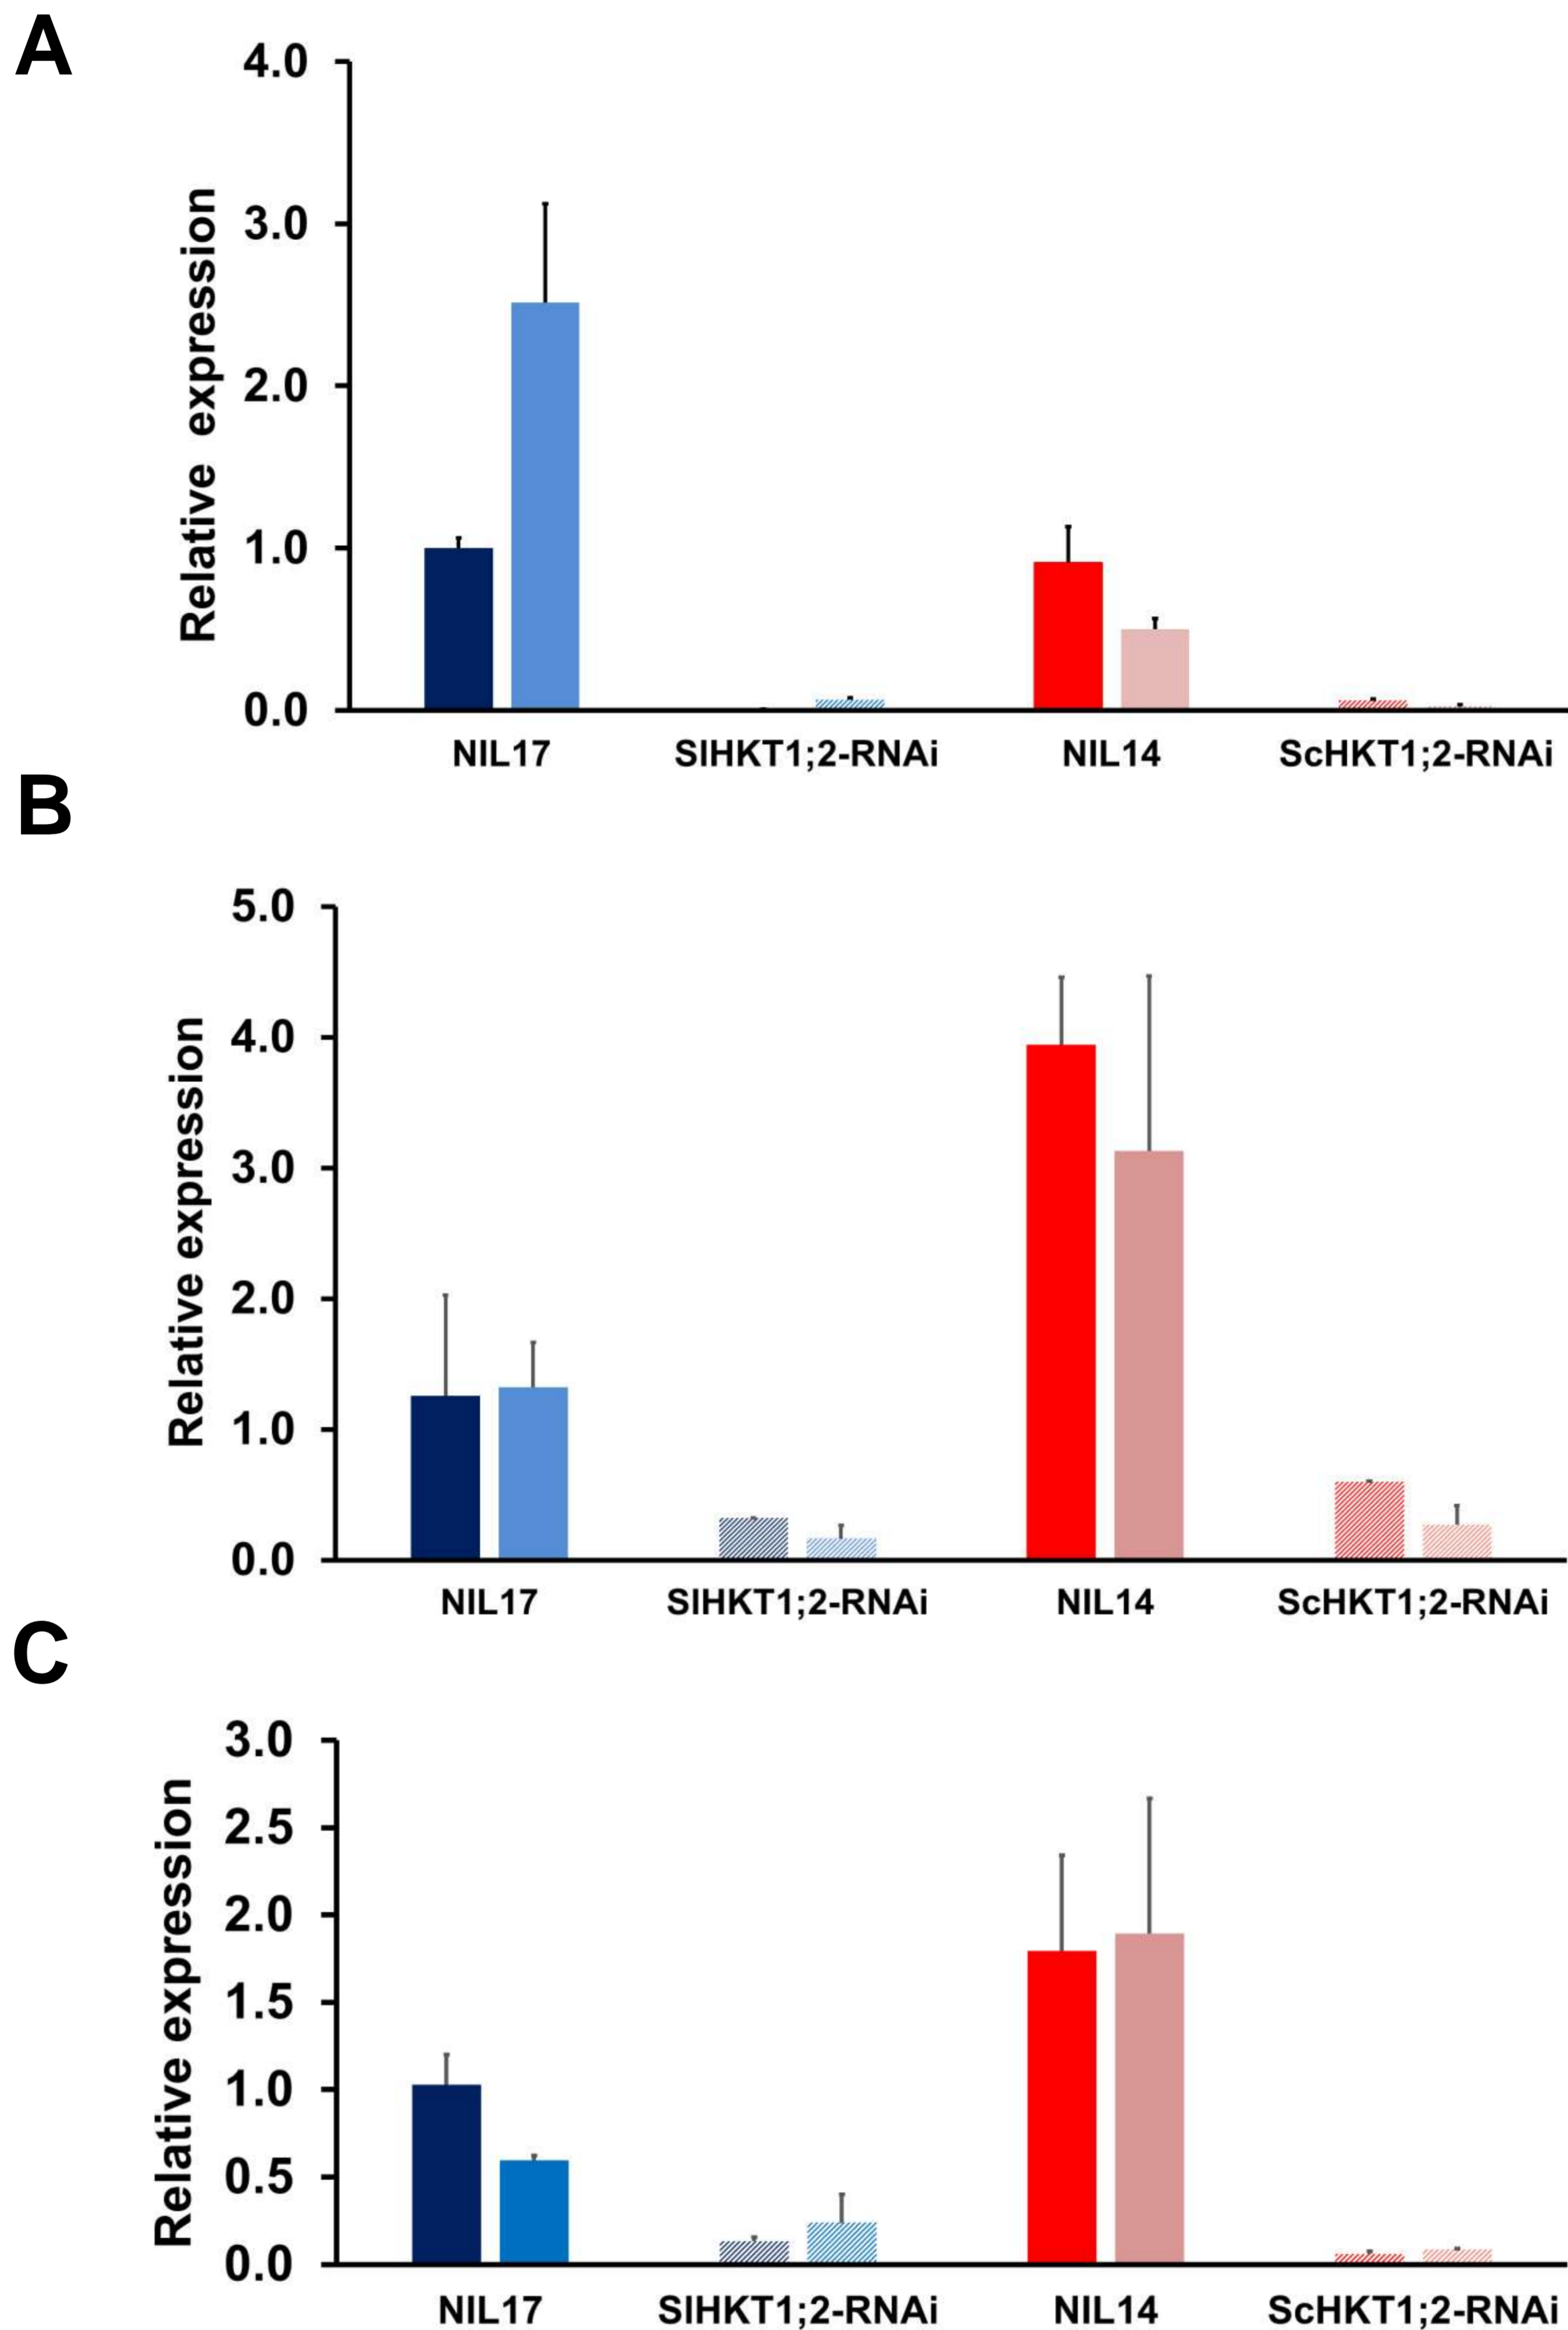 A
4.0
3.0
2.0
1.0
0.0
Relative expression
NIL17 SlHKT1;2-RNAi NIL14 ScHKT1;2-RNAi
B
5.0
4.0
3.0
2.0
1.0
0.0
Relative expression
NIL17 SlHKT1;2-RNAi NIL14 ScHKT1;2-RNAi
C
3.0
2.5
2.0
1.5
1.0
0.5
0.0
Relative expression
NIL17 SlHKT1;2-RNAi NIL14 ScHKT1;2-RNAi